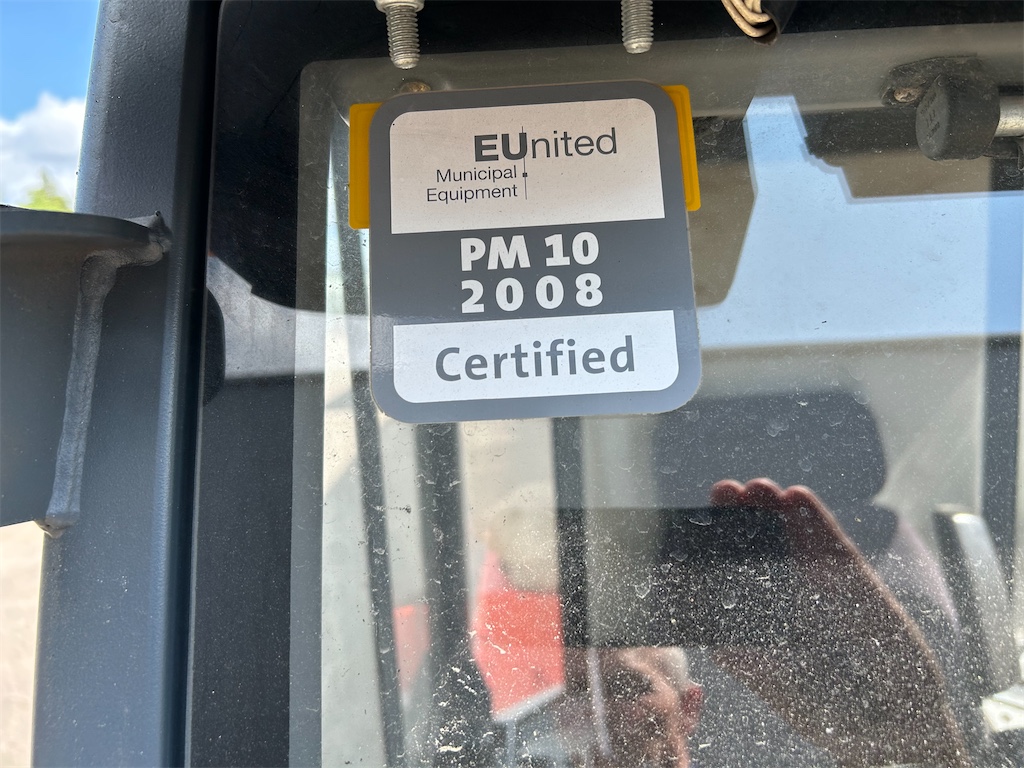 EUnited
Municipal
Equipment
PM 10
2008
Certified